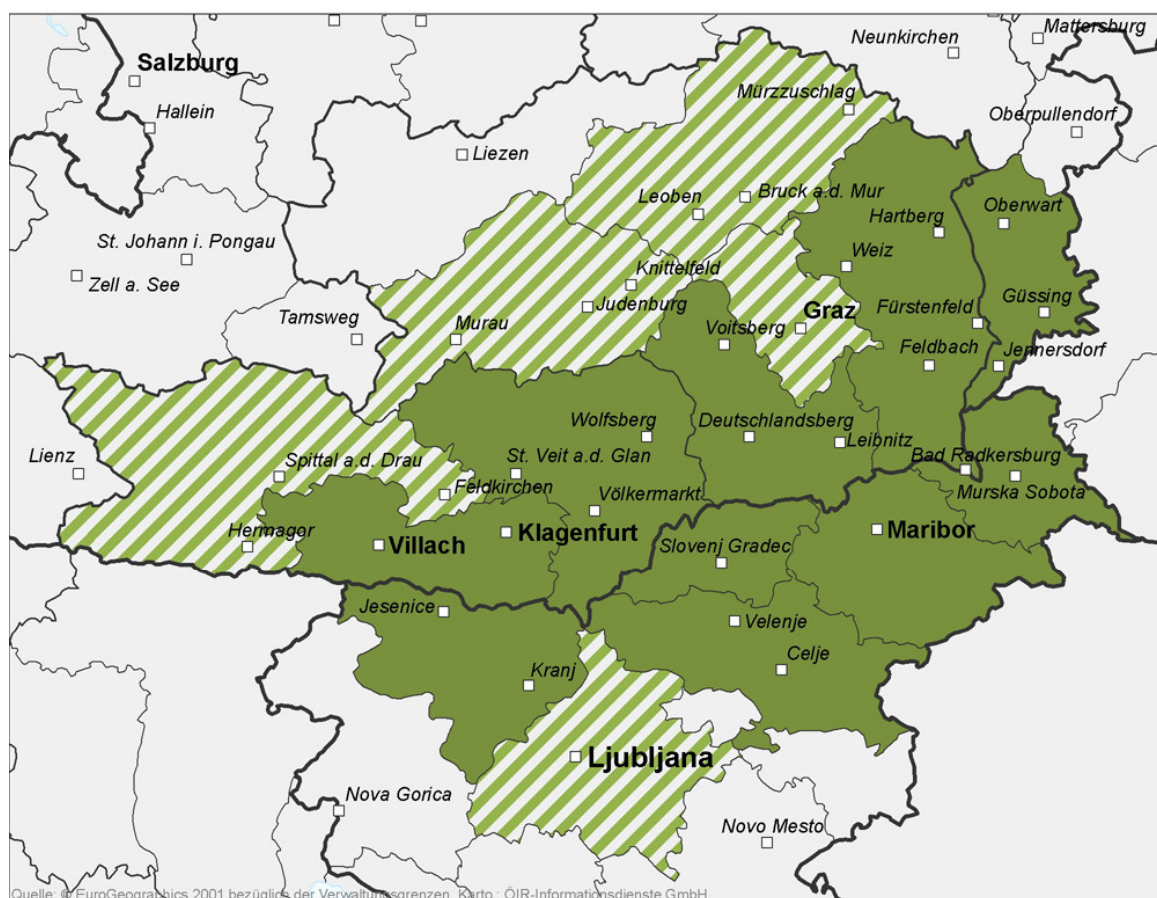 Mattersburg
Neunkirchen
Salzburg
Mürzzuschlag
Oberpullendorf
Hallein
Liezen
Bruck a.d. Mur
Leoben
Oberwart
Hartberg
St. Johann i. Pongau
Weiz
Knittelfeld
Zell a. See
Judenburg
Graz
Fürstenfeld
Güssing
Tamsweg
Murau
Voitsberg
Feldbach
Jennersdorf
Wolfsberg
Deutschlandsberg
Leibnitz
Lienz
Spittal a.d. Drau
St. Veit a.d. Glan
Bad Radkersburg
Feldkirchen
Völkermarkt
Murska Sobota
Hermagor
Villach
Klagenfurt
Maribor
Slovenj Gradec
Jesenice
Velenje
Celje
Kranj
Ljubljana
Nova Gorica
Novo Mesto
Quelle: © EuroGeographics 2001 bezüglich der Verwaltungsgrenzen, Karto.: ÖIR-Informationsdienste GmbH